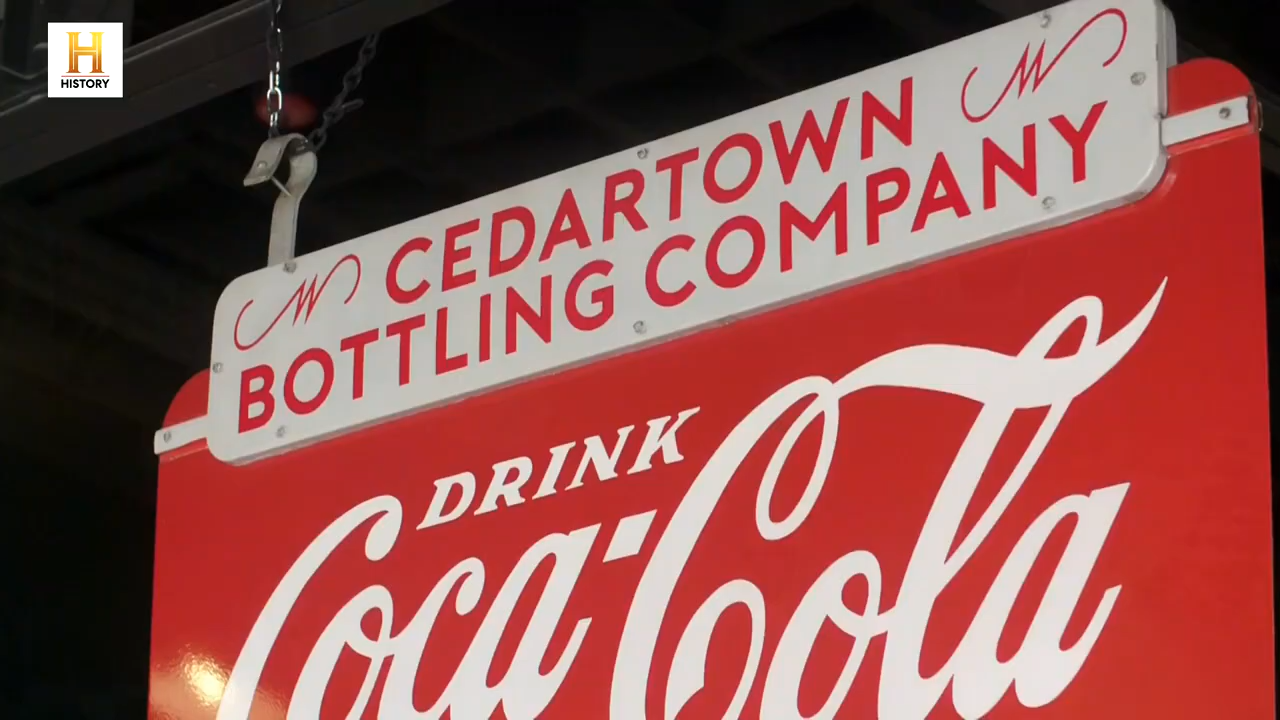 H
HISTORY
CEDARTOWN
BOTTLING COMPANY
DRINK
Coca-Cola